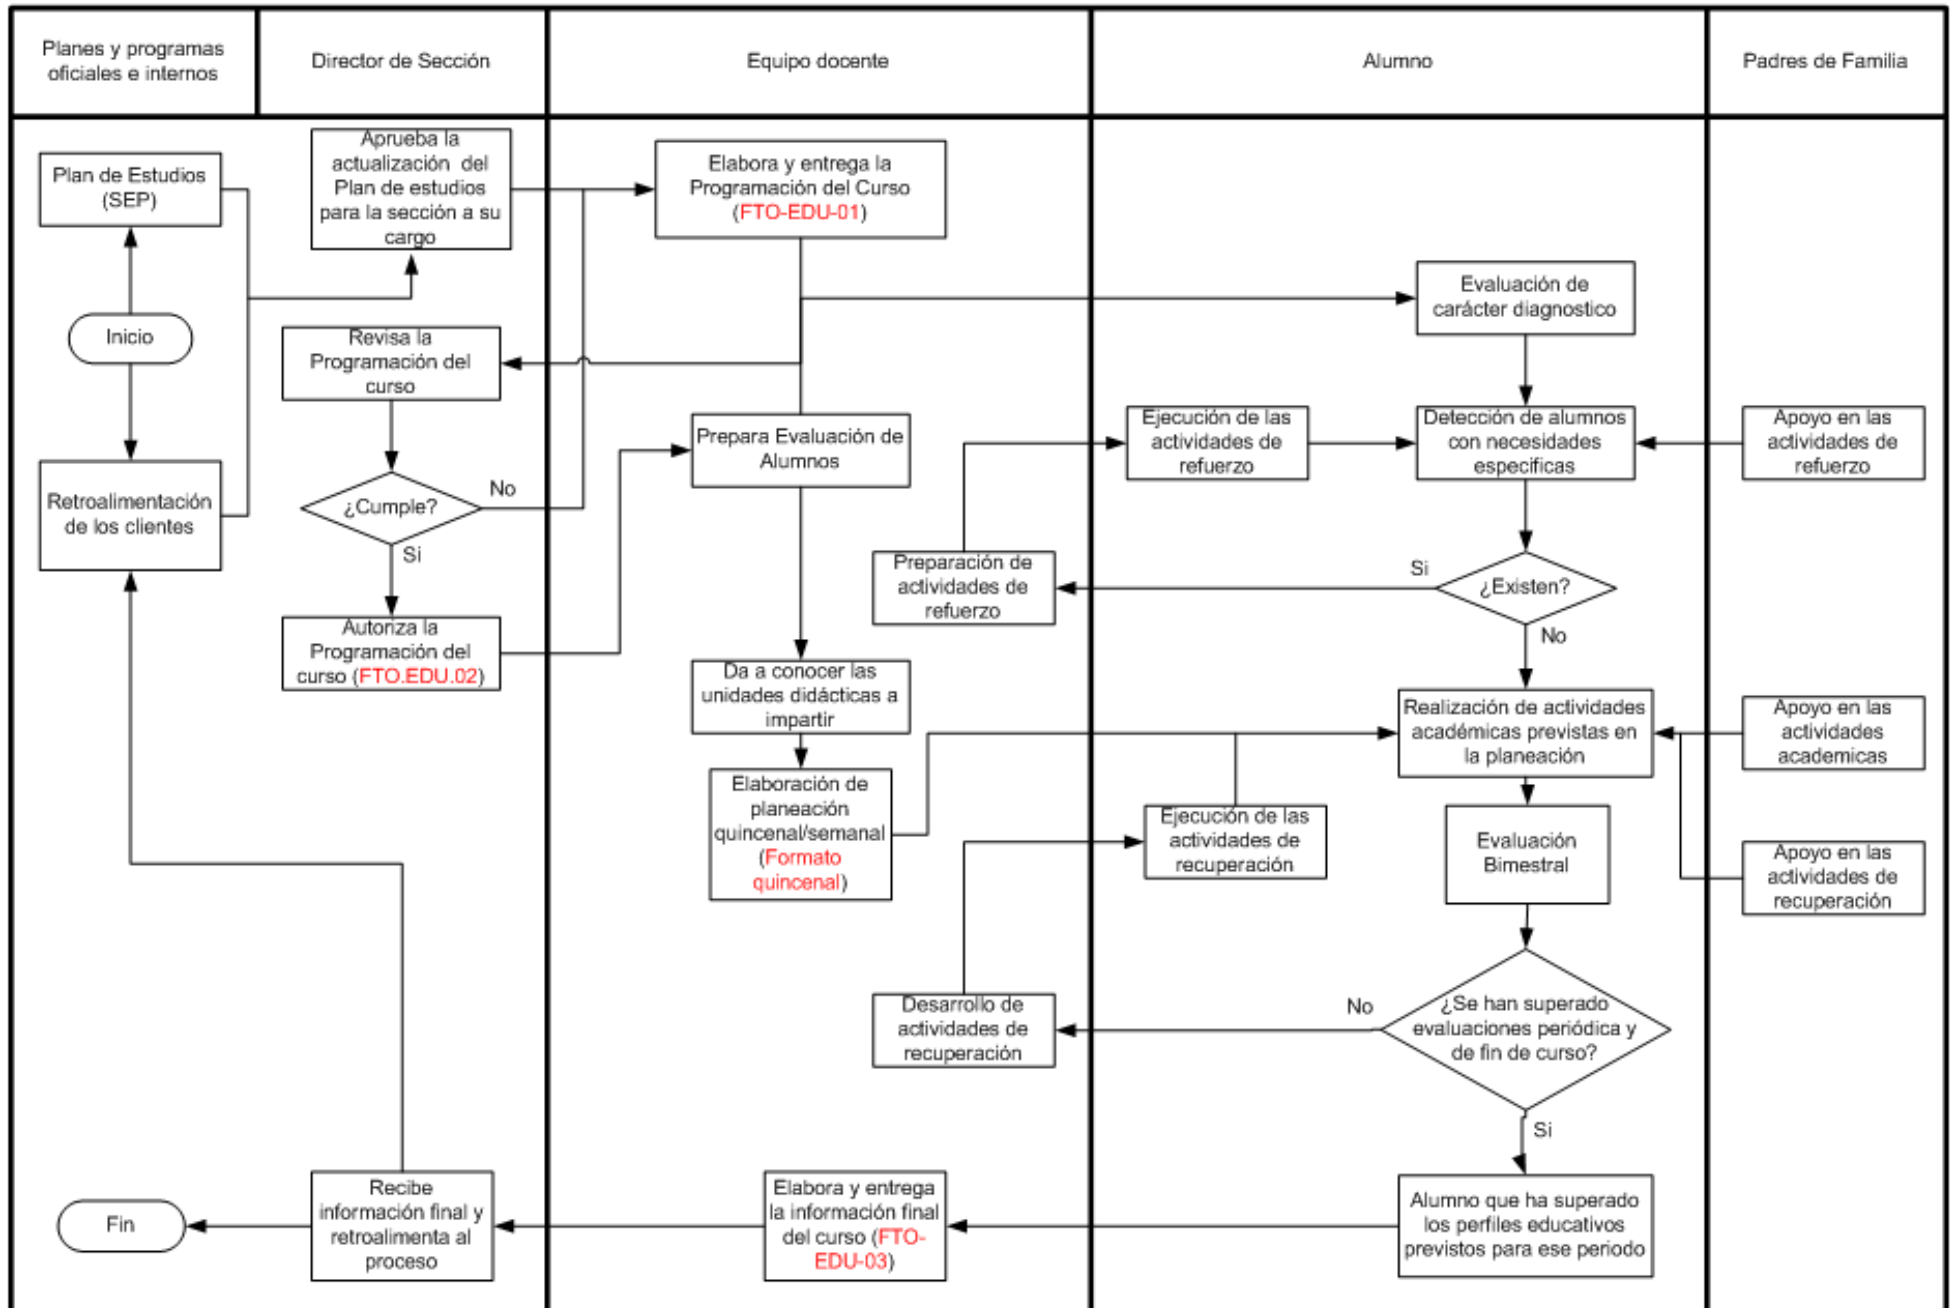 Planes y programas
oficiales e internos
Director de Sección
Equipo docente
Alumno
Padres de Familia
Plan de Estudios
(SEP)
Inicio
Retroalimentación
de los clientes
Aprueba la
actualización del
Plan de estudios
para la sección a su
cargo
Revisa la
Programación del
curso
¿Cumple?
No
Si
Autoriza la
Programación del
curso (FTO.EDU.02)
Elabora y entrega la
Programación del Curso
(FTO-EDU-01)
Prepara Evaluación de
Alumnos
Preparación de
actividades de
refuerzo
Da a conocer las
unidades didácticas a
impartir
Elaboración de
planeación
quincenal/semanal
(Formato
quincenal)
Desarrollo de
actividades de
recuperación
Evaluación de
carácter diagnostico
Ejecución de las
actividades de
refuerzo
Detección de alumnos
con necesidades
específicas
Apoyo en las
actividades de
refuerzo
Si
¿Existen?
No
Realización de actividades
académicas previstas en
la planeación
Apoyo en las
actividades
academicas
Ejecución de las
actividades de
recuperación
Evaluación
Bimestral
Apoyo en las
actividades de
recuperación
No
¿Se han superado
evaluaciones periódica y
de fin de curso?
Si
Alumno que ha superado
los perfiles educativos
previstos para ese periodo
Elabora y entrega
la información final
del curso (FTO-
EDU-03)
Recibe
información final y
retroalimenta al
proceso
Fin